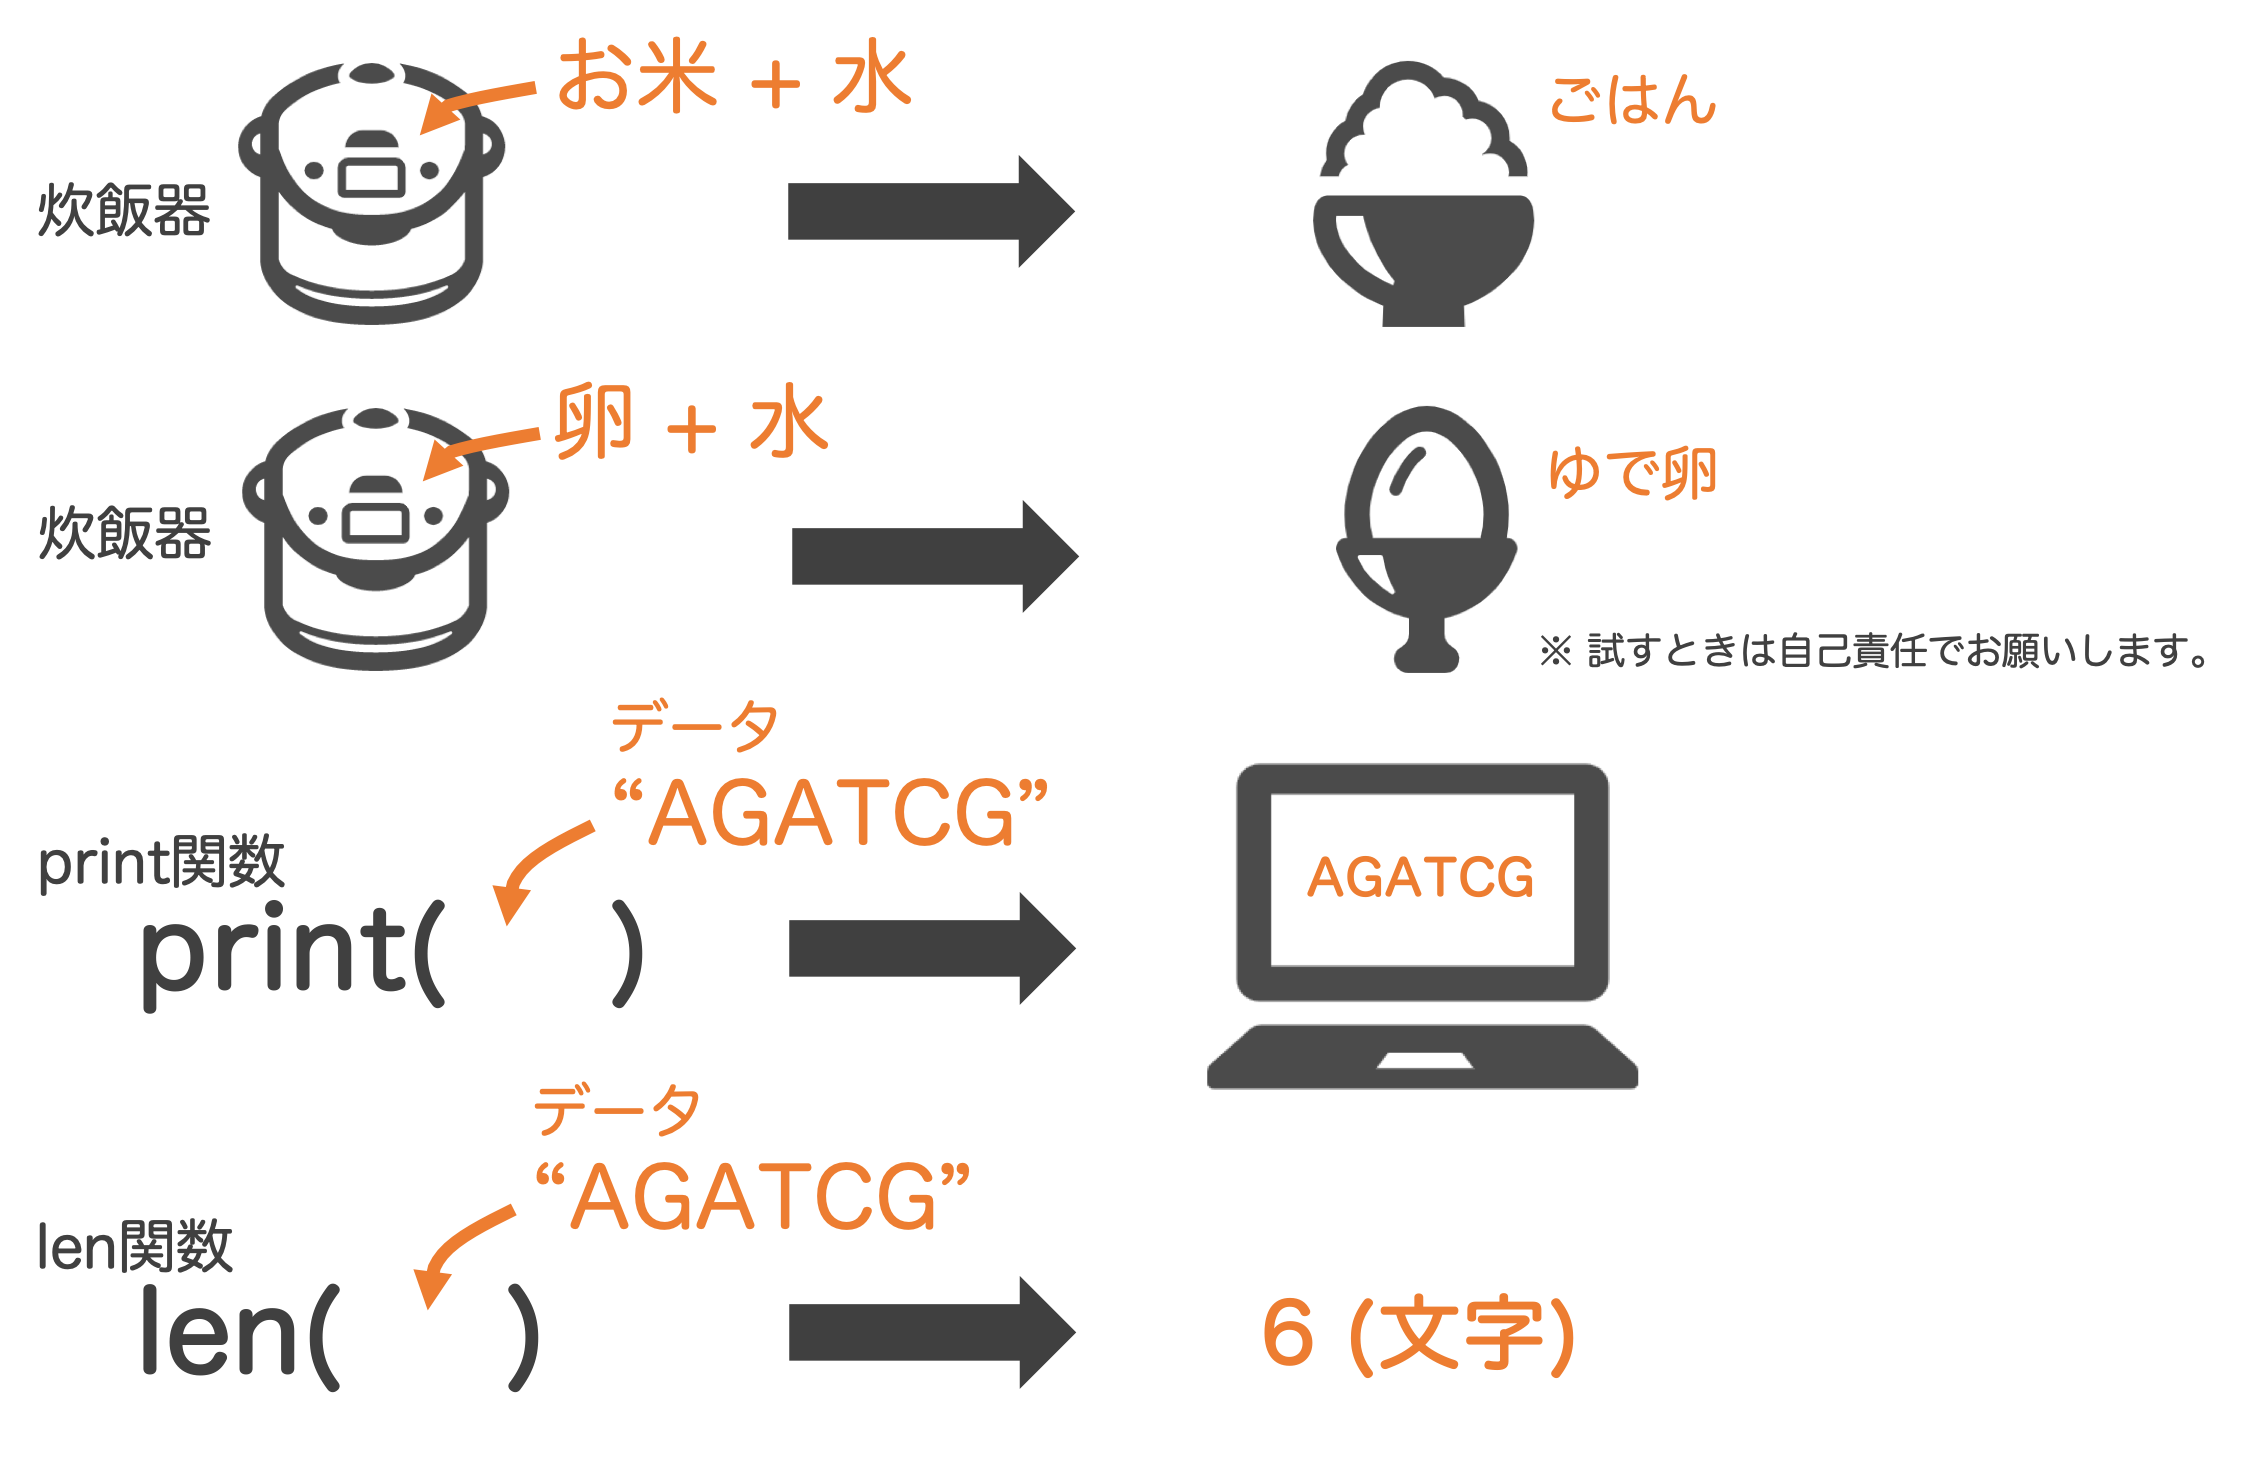 お米 + 水
ごはん
炊飯器
卵 + 水
ゆで卵
炊飯器
※ 試すときは自己責任でお願いします。
データ
“AGATCG”
print関数
print( )
AGATCG
データ
“AGATCG”
len関数
len( )
6 (文字)